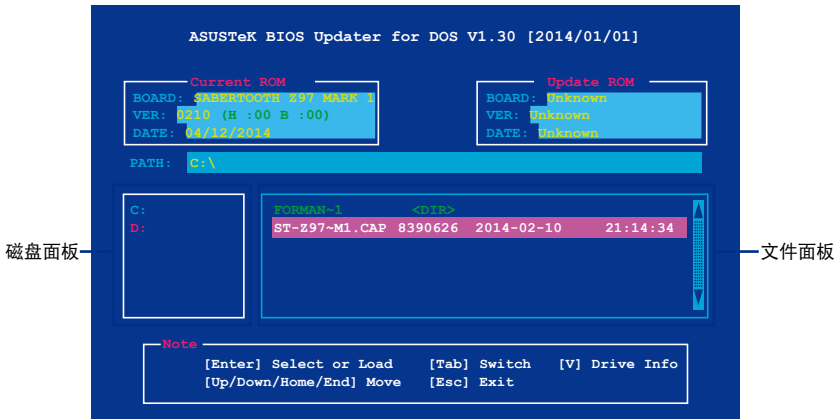 ASUSTeK BIOS Updater for DOS V1.30 [2014/01/01]
Current ROM
BOARD: SABERTOOTH Z97 MARK 1
VER: 0210 (H :00 B :00)
DATE: 04/12/2014
Update ROM
BOARD: Unknown
VER: Unknown
DATE: Unknown
PATH: C:\
C:
D:
FORMAN~1 <DIR>
ST-Z97~M1.CAP 8390626 2014-02-10 21:14:34
磁盘面板
文件面板
Note
[Enter] Select or Load [Tab] Switch [V] Drive Info
[Up/Down/Home/End] Move [Esc] Exit